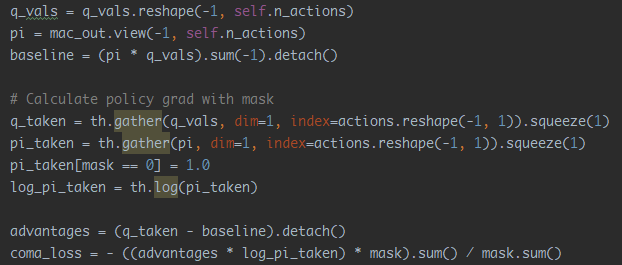 q_vals = q_vals.reshape(-1, self.n_actions)
pi = mac_out.view(-1, self.n_actions)
baseline = (pi * q_vals).sum(-1).detach()
# Calculate policy grad with mask
q_taken = th.gather(q_vals, dim=1, index=actions.reshape(-1, 1)).squeeze(1)
pi_taken = th.gather(pi, dim=1, index=actions.reshape(-1, 1)).squeeze(1)
pi_taken[mask == 0] = 1.0
log_pi_taken = th.log(pi_taken)
advantages = (q_taken - baseline).detach()
coma_loss = - ((advantages * log_pi_taken) * mask).sum() / mask.sum()